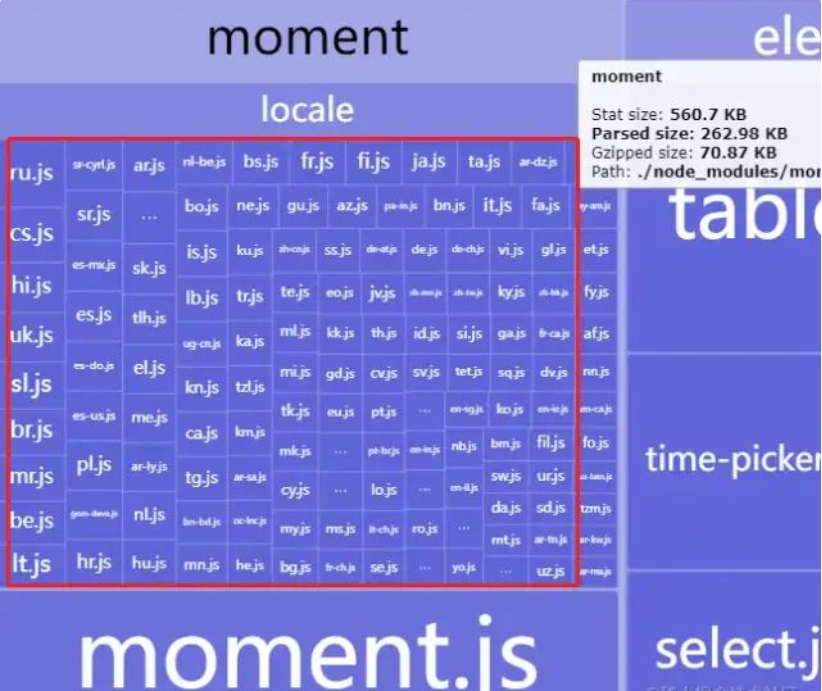 moment
ele
locale
moment
Stat size: 560.7 KB
Parsed size: 262.98 KB
Gzipped size: 70.87 KB
Path: ./node_modules/mor
ru.js
sr-cyrl.js
ar.js
nl-be.js
bs.js
fr.js
fi.js
ja.js
ta.js
ar-dz.js
cs.js
sr.js
...
bo.js
ne.js
gu.js
az.js
pa-in.js
bn.js
it.js
fa.js
hy-am.js
table
hi.js
es-mx.js
sk.js
is.js
ku.js
zh-cn.js
ss.js
de-at.js
de.js
de-ch.js
vi.js
gl.js
et.js
uk.js
es.js
tlh.js
lb.js
tr.js
te.js
eo.js
jv.js
zh-mo.js
zh-tw.js
ky.js
zh-hk.js
fy.js
sl.js
es-do.js
el.js
ug-cn.js
ka.js
ml.js
kk.js
th.js
id.js
si.js
ga.js
fr-ca.js
af.js
br.js
es-us.js
me.js
kn.js
tzl.js
mi.js
gd.js
cv.js
sv.js
tet.js
sq.js
dv.js
nn.js
mr.js
pl.js
ar-ly.js
ca.js
km.js
tk.js
eu.js
pt.js
...
en-sg.js
ko.js
en-ie.js
en-ca.js
be.js
gom-deva.js
nl.js
tg.js
ar-sa.js
mk.js
...
pt-br.js
en-in.js
nb.js
bm.js
fil.js
fo.js
time-picker
lt.js
hr.js
hu.js
bn-bd.js
oc-lnc.js
cy.js
...
lo.js
...
en-il.js
sw.js
ur.js
mn.js
he.js
my.js
ms.js
it-ch.js
ro.js
...
da.js
sd.js
tzm.js
bg.js
fr-ch.js
se.js
...
yo.js
mt.js
ar-tn.js
ar-kw.js
...
uz.js
ar-ma.js
moment.js
select.j